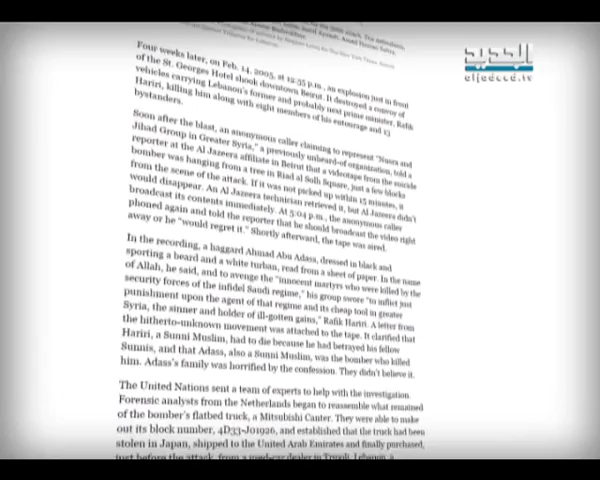 الجديد
aljadeed.tv
Four weeks later, on Feb. 14, 2005, at 12:35 p.m., an explosion just in front
of the St. Georges Hotel shook downtown Beirut. It destroyed a convoy of
vehicles carrying Lebanon's former and probably next prime minister, Rafik
Hariri, killing him along with eight members of his entourage and 13
bystanders.
Soon after the blast, an anonymous caller claiming to represent "Nusra and
Jihad Group in Greater Syria," a previously unheard-of organization, told a
reporter at the Al Jazeera affiliate in Beirut that a videotape from the suicide
bomber was hanging from a tree in Riad al Solh Square, just a few blocks
from the scene of the attack. If it was not picked up within 15 minutes, it
would disappear. An Al Jazeera technician retrieved it, but Al Jazeera didn't
broadcast its contents immediately. At 5:04 p.m., the anonymous caller
phoned again and told the reporter that he should broadcast the video right
away or he "would regret it." Shortly afterward, the tape was aired.
In the recording, a haggard Ahmad Abu Adass, dressed in black and
sporting a beard and a white turban, read from a sheet of paper. In the name
of Allah, he said, and to avenge the "innocent martyrs who were killed by the
security forces of the infidel Saudi regime," his group swore "to inflict just
punishment upon the agent of that regime and its cheap tool in greater
Syria, the sinner and holder of ill-gotten gains," Rafik Hariri. A letter from
the hitherto-unknown movement was attached to the tape. It clarified that
Hariri, a Sunni Muslim, had to die because he had betrayed his fellow
Sunnis, and that Adass, also a Sunni Muslim, was the bomber who killed
him. Adass's family was horrified by the confession. They didn't believe it.
The United Nations sent a team of experts to help with the investigation.
Forensic analysts from the Netherlands began to reassemble what remained
of the bomber's flatbed truck, a Mitsubishi Canter. They were able to make
out its block number, 4D33-J01926, and established that the truck had been
stolen in Japan, shipped to the United Arab Emirates and finally purchased,
just before the attack, from a used-car dealer in Tripoli, Lebanon,